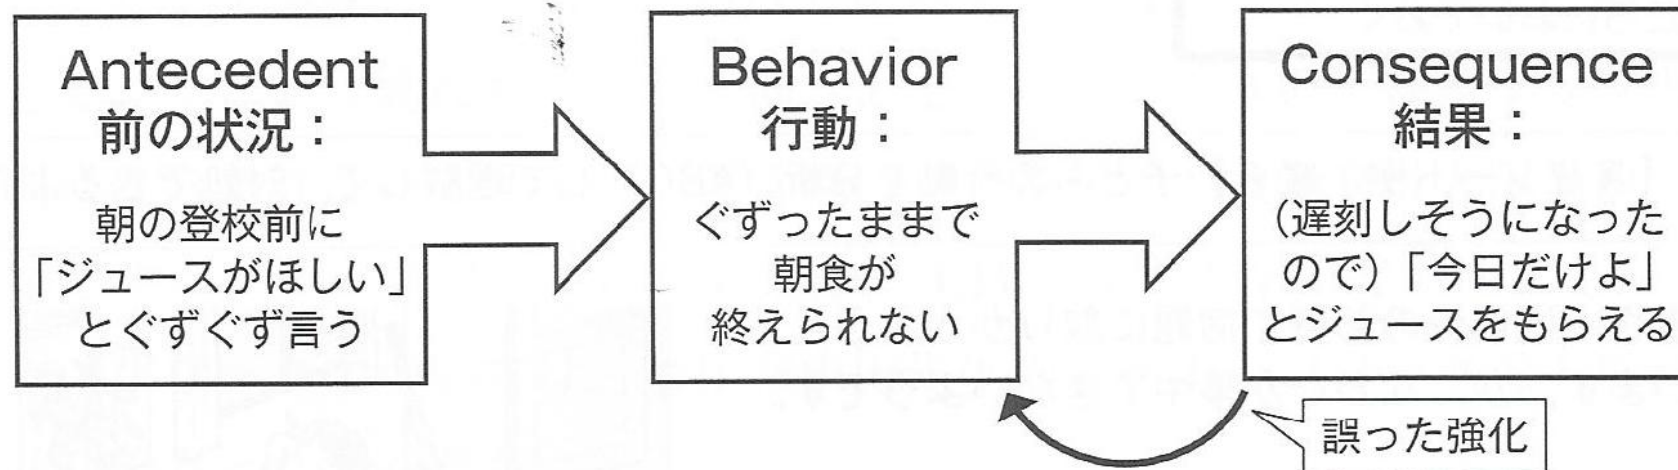 Antecedent
前の状況：
朝の登校前に
「ジュースがほしい」
とぐずぐず言う
Behavior
行動：
ぐずったままで
朝食が
終えられない
Consequence
結果：
（遅刻しそうになった
ので）「今日だけよ」
とジュースをもらえる
誤った強化